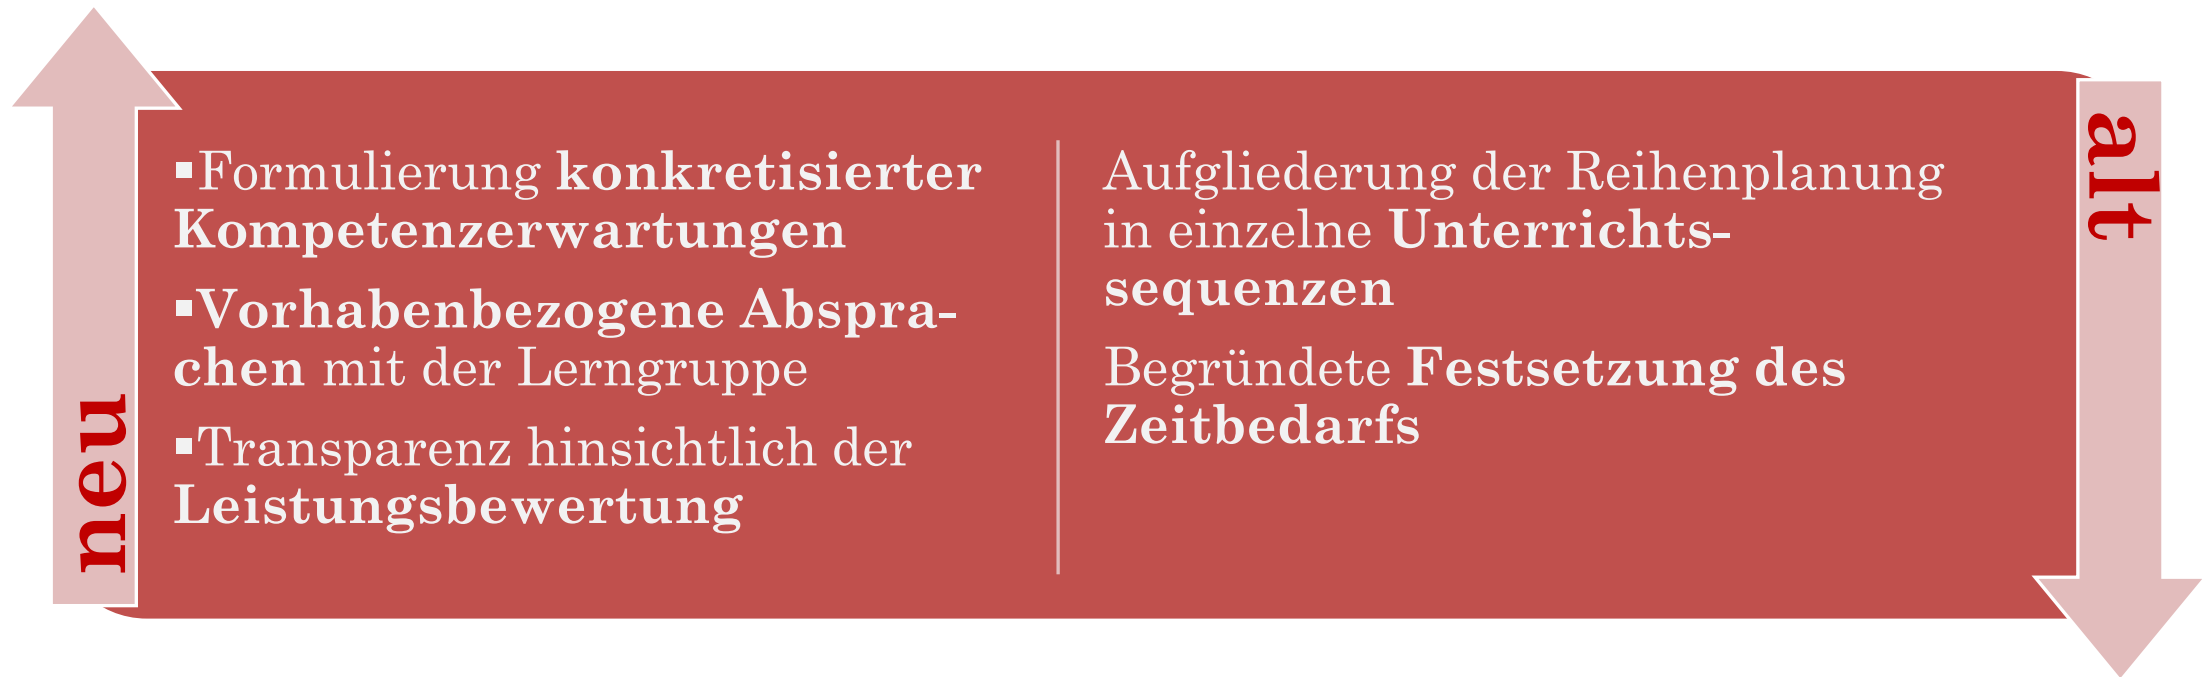 neu
▪Formulierung konkretisierter
Kompetenzerwartungen
▪Vorhabenbezogene Abspra-
chen mit der Lerngruppe
▪Transparenz hinsichtlich der
Leistungsbewertung
Aufgliederung der Reihenplanung
in einzelne Unterrichts-
sequenzen
Begründete Festsetzung des
Zeitbedarfs
alt